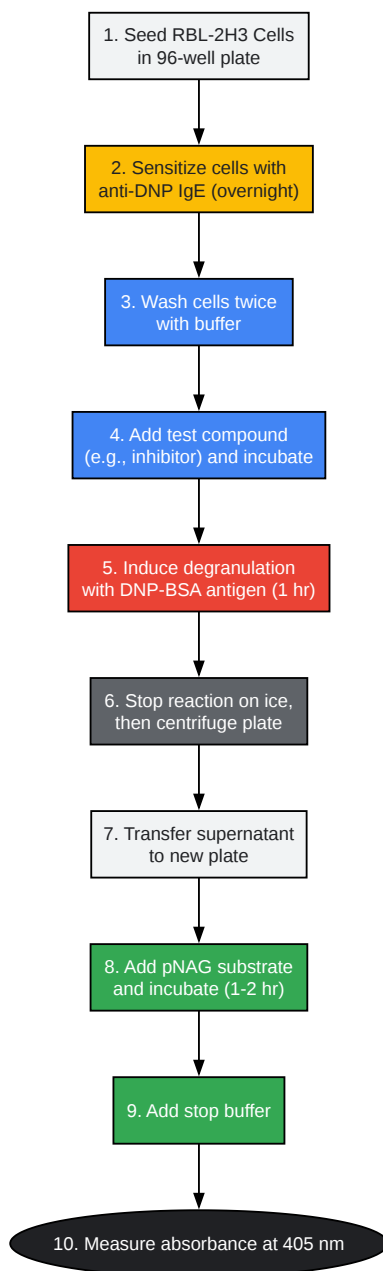 1. Seed RBL-2H3 Cells
in 96-well plate
2. Sensitize cells with
anti-DNP IgE (overnight)
3. Wash cells twice
with buffer
4. Add test compound
(e.g., inhibitor) and incubate
5. Induce degranulation
with DNP-BSA antigen (1 hr)
6. Stop reaction on ice,
then centrifuge plate
7. Transfer supernatant
to new plate
8. Add pNAG substrate
and incubate (1-2 hr)
9. Add stop buffer
10. Measure absorbance at 405 nm